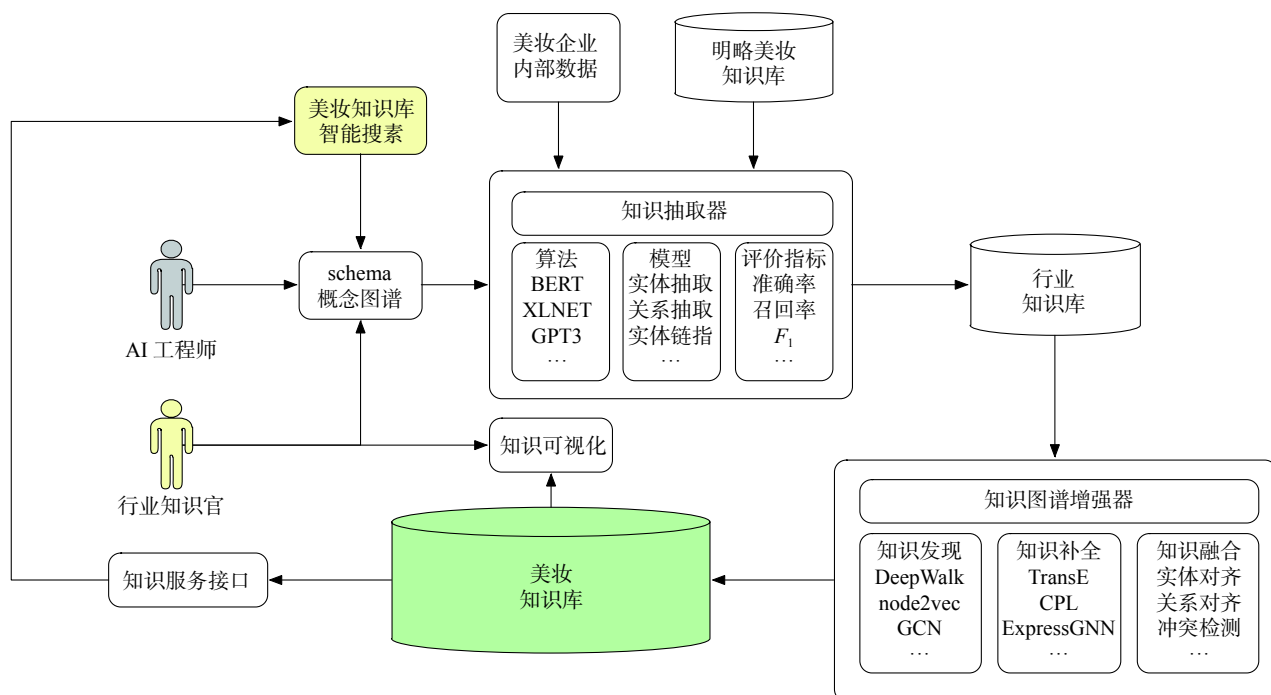 美妆企业
内部数据
明略美妆
知识库
美妆知识库
智能搜素
知识抽取器
算法
BERT
XLNET
GPT3
…
模型
实体抽取
关系抽取
实体链指
…
评价指标
准确率
召回率
F₁
…
schema
概念图谱
AI 工程师
行业
知识库
行业知识官
知识可视化
知识图谱增强器
知识发现
DeepWalk
node2vec
GCN
…
知识补全
TransE
CPL
ExpressGNN
…
知识融合
实体对齐
关系对齐
冲突检测
…
美妆
知识库
知识服务接口